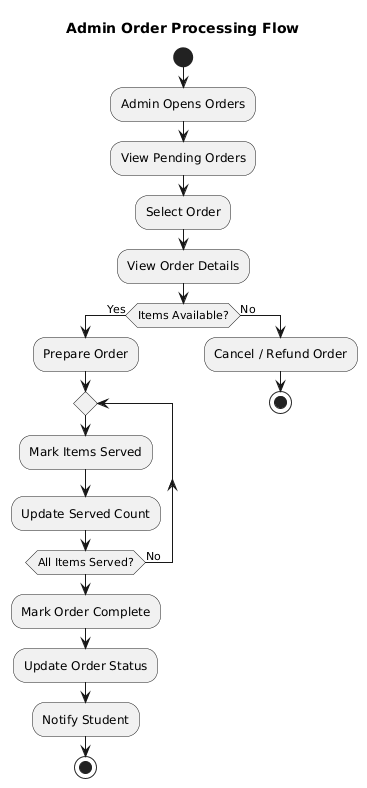 Admin Order Processing Flow
Admin Opens Orders
View Pending Orders
Select Order
View Order Details
Yes
Items Available?
No
Prepare Order
Cancel / Refund Order
Mark Items Served
Update Served Count
All Items Served?
No
Mark Order Complete
Update Order Status
Notify Student